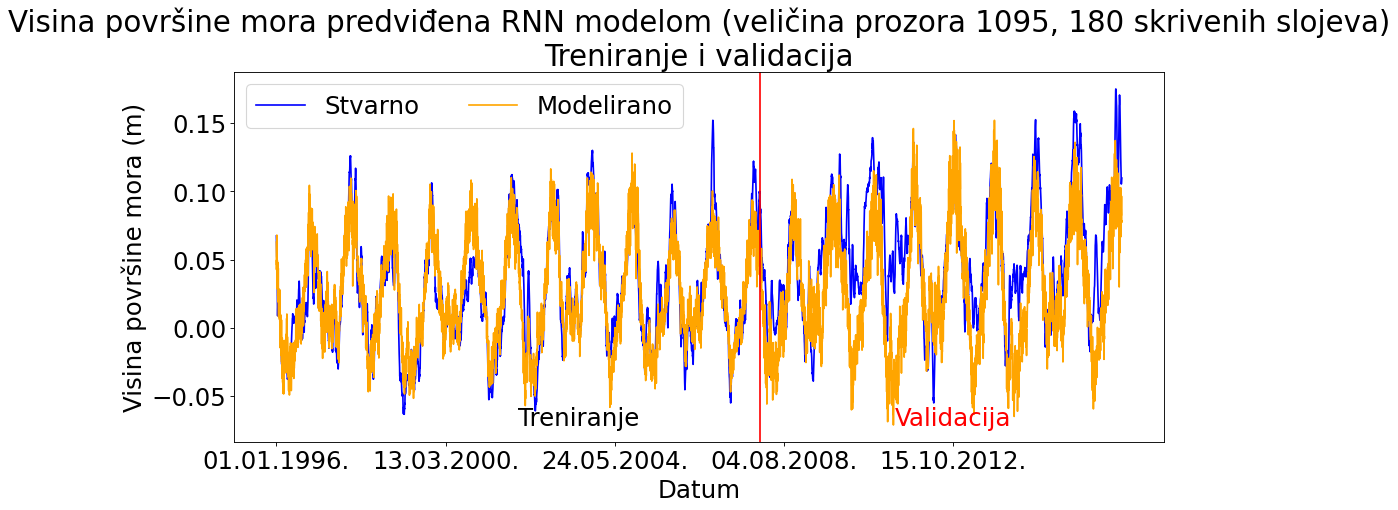 Visina površine mora predviđena RNN modelom (veličina prozora 1095, 180 skrivenih slojeva)
Treniranje i validacija
Stvarno
Modelirano
Visina površine mora (m)
0.15
0.10
0.05
0.00
−0.05
Treniranje
Validacija
01.01.1996.
13.03.2000.
24.05.2004.
04.08.2008.
15.10.2012.
Datum